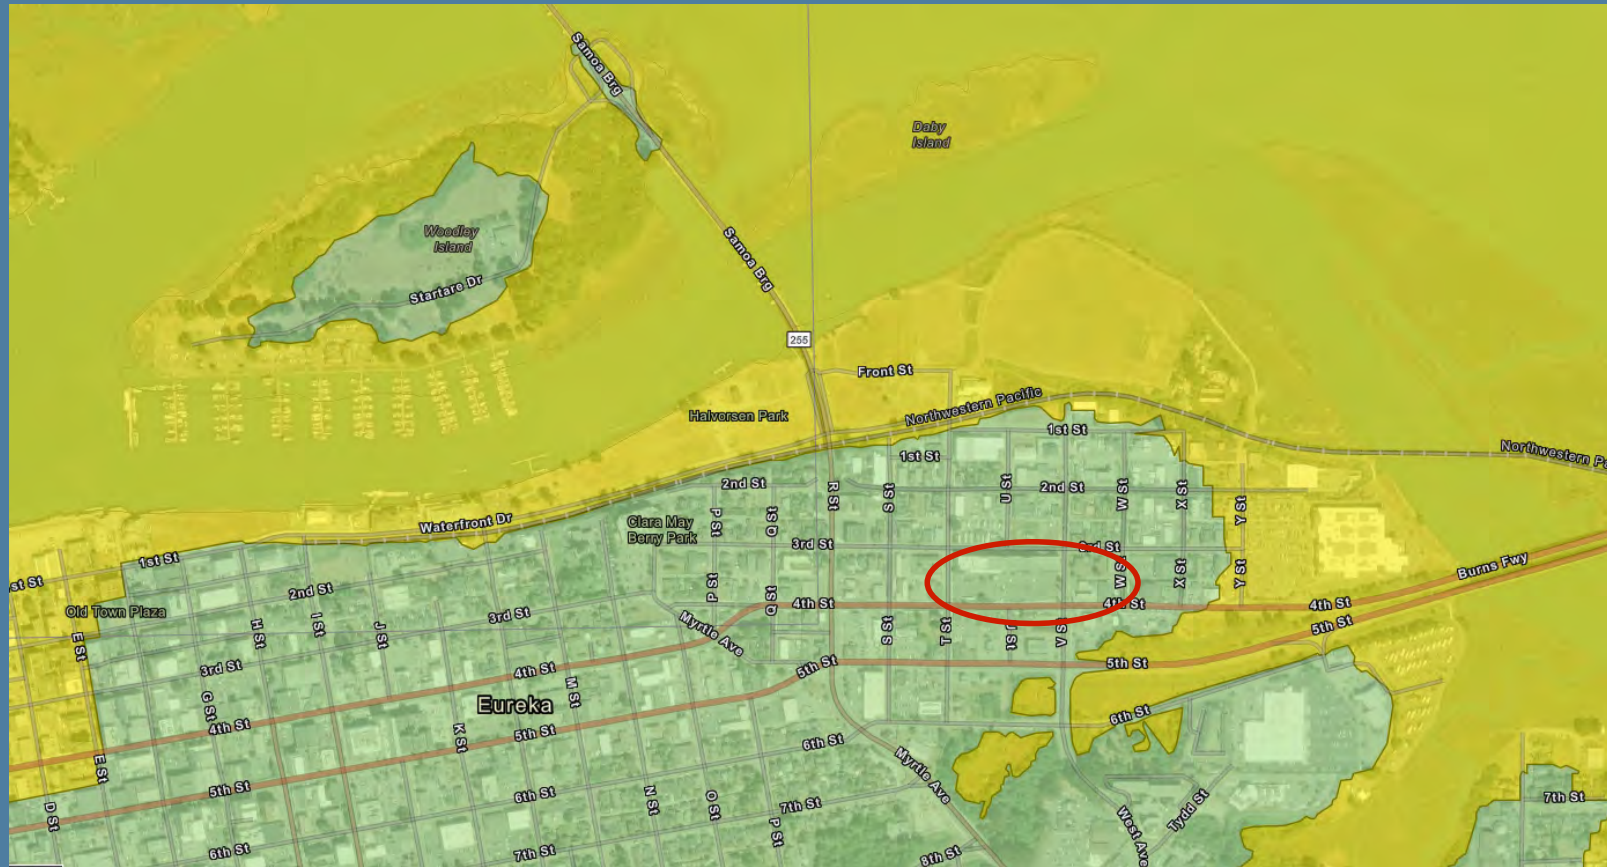 Samoa Brg
Daby
Island
Woodley
Island
Samoa Brg
Startare Dr
255
Front St
Northwestern Pacific
Halvorsen Park
1st St
1st St
Northwestern
2nd St
R St
S St
U St
2nd St
W St
X St
Y St
Waterfront Dr
Clara May
Berry Park
P St
Q St
3rd St
3rd St
1st St
st St
2nd St
Old Town Plaza
P St
Q St
W St
X St
Y St
Burns Fwy
4th St
4th St
4th St
3rd St
Myrtle Ave
S St
T St
V St
5th St
E St
H St
I St
J St
3rd St
4th St
5th St
5th St
G St
Eureka
M St
4th St
K St
5th St
6th St
6th St
E St
5th St
6th St
N St
O St
7th St
P St
Myrtle Ave
D St
West Ave
Tydd St
7th St
6th St
7th St
8th St